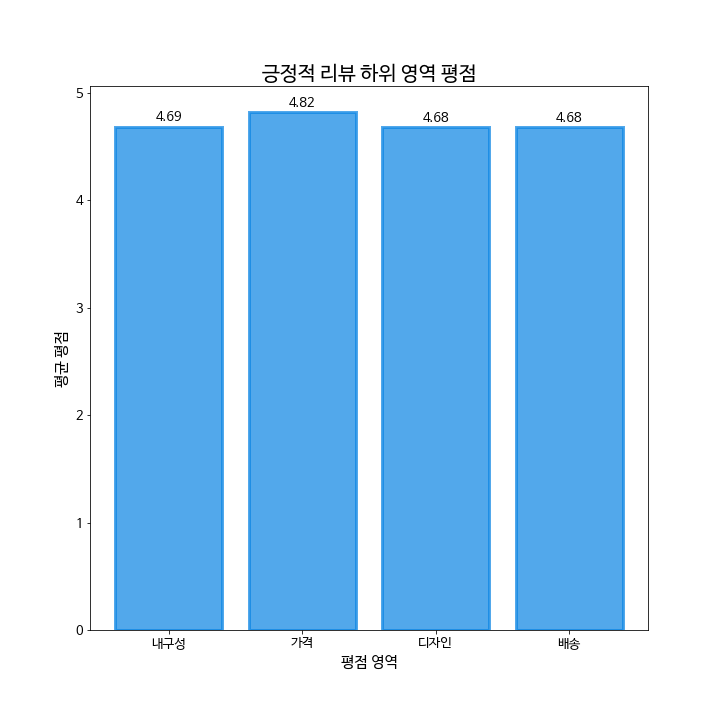 긍정적 리뷰 하위 영역 평점
5
4
3
2
1
0
평균 평점
4.69
4.82
4.68
4.68
내구성
가격
디자인
배송
평점 영역